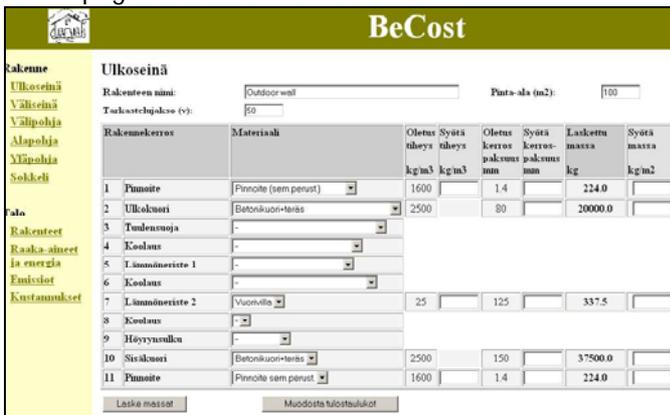 BeCost
Rakenne
Ulkoseinä
Väliseinä
Välipohja
Alapohja
Yläpohja
Sokkeli
Talo
Rakenteet
Raaka-aineet
ja energia
Emissiot
Kustannukset
Ulkoseinä
Rakenteen nimi: Outdoor wall Pinta-ala (m2): 100
Tarkastelujakso (v): 50
Rakennekerros Materiaali Oletus tiheys kg/m3 Syötä tiheys kg/m3 Oletus kerros paksuus mm Syötä kerros-paksuus mm Laskettu massa kg Syötä massa kg/m2
1 Pinnoite Pinnoite (sem.perust.) 1600 1.4 224.0
2 Ulkokuori Betonikuori+teräs 2500 80 20000.0
3 Tuulensuoja -
4 Koolaus -
5 Lämmöneriste 1 -
6 Koolaus -
7 Lämmöneriste 2 Vuorivilla 25 125 337.5
8 Koolaus -
9 Höyrynsulku -
10 Sisäkuori Betonikuori+teräs 2500 150 37500.0
11 Pinnoite Pinnoite sem.perust. 1600 1.4 224.0
Laske massat Muodosta tulostaulukot